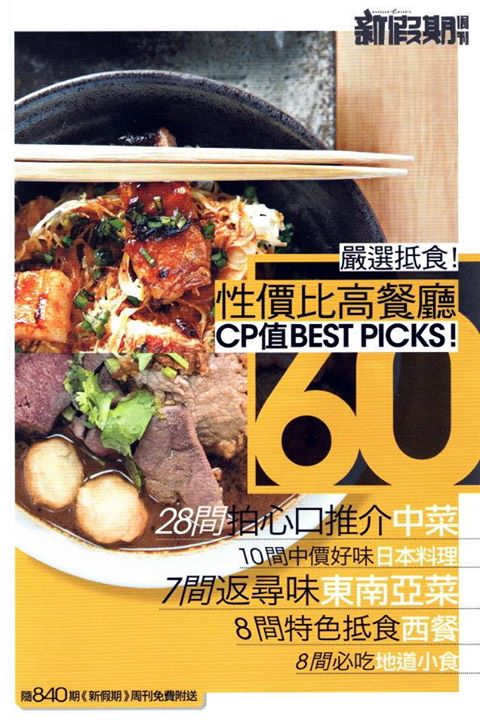 新假期周刊
嚴選抵食!
性價比高餐廳
CP值BEST PICKS!
60
28間拍心口推介中菜
10間中價好味日本料理
7間返尋味東南亞菜
8間特色抵食西餐
8間必吃地道小食
隨840期《新假期》周刊免費附送